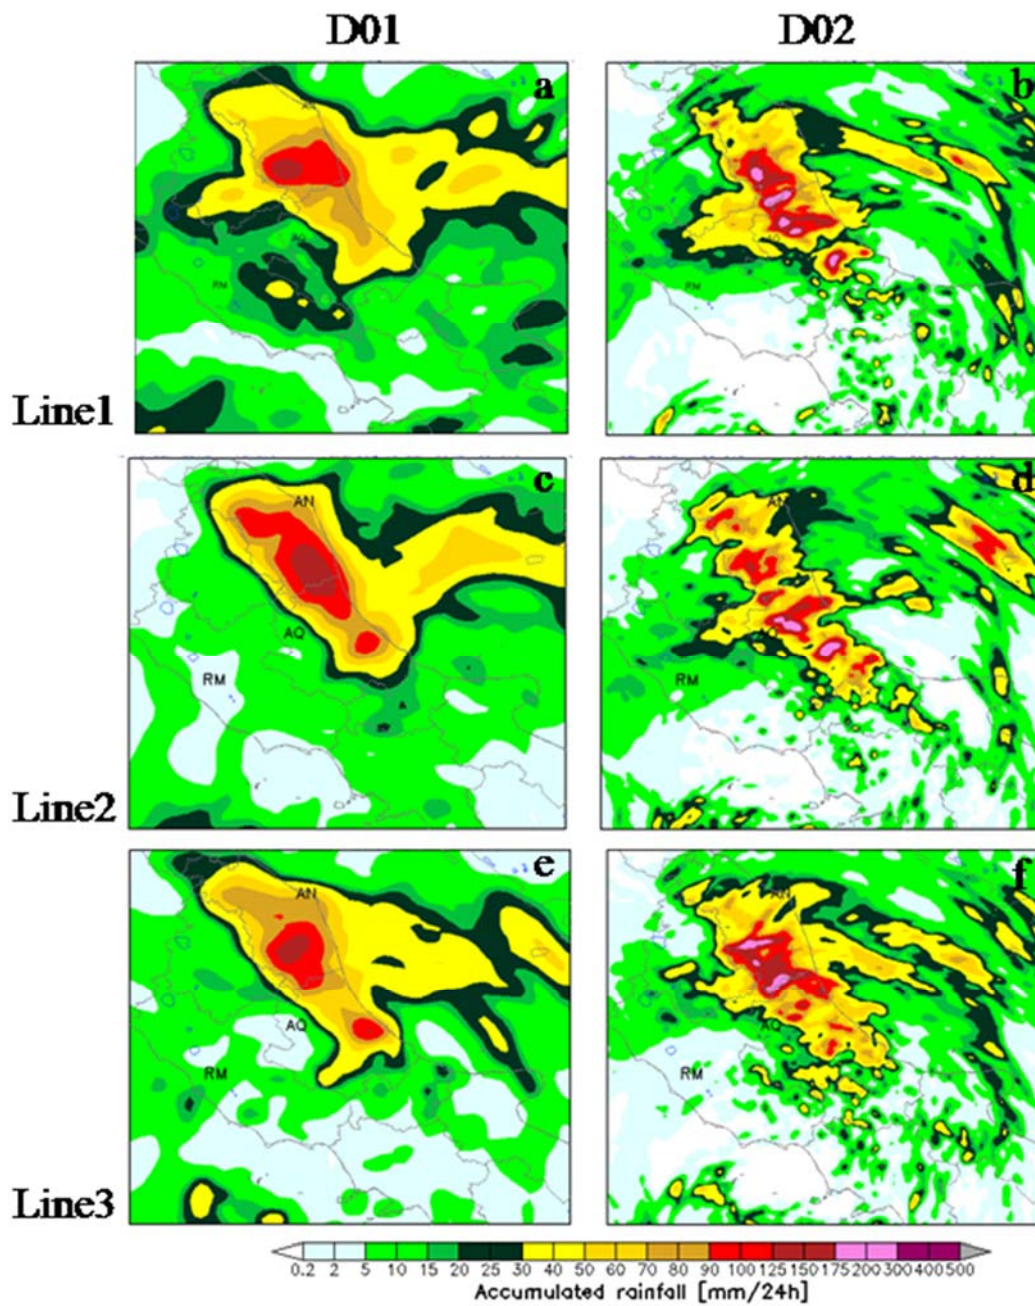 D01 D02
a b
AN
AQ AQ
RM RM
Line1
c d
AN AN
AQ AQ
RM RM
Line2
e f
AN AN
AQ AQ
RM RM
Line3
0.2 2 5 10 15 20 25 30 40 50 60 70 80 90 100 125 150 175 200 300 400 500
Accumulated rainfall [mm/24h]